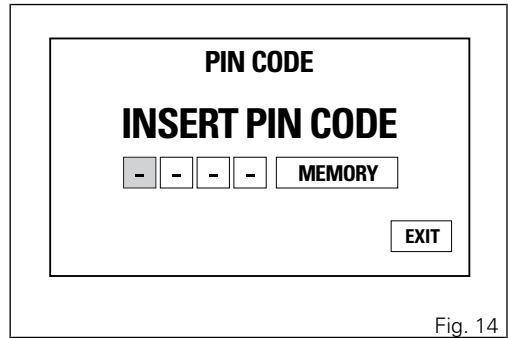 PIN CODE
INSERT PIN CODE
- - - - MEMORY
EXIT
Fig. 14